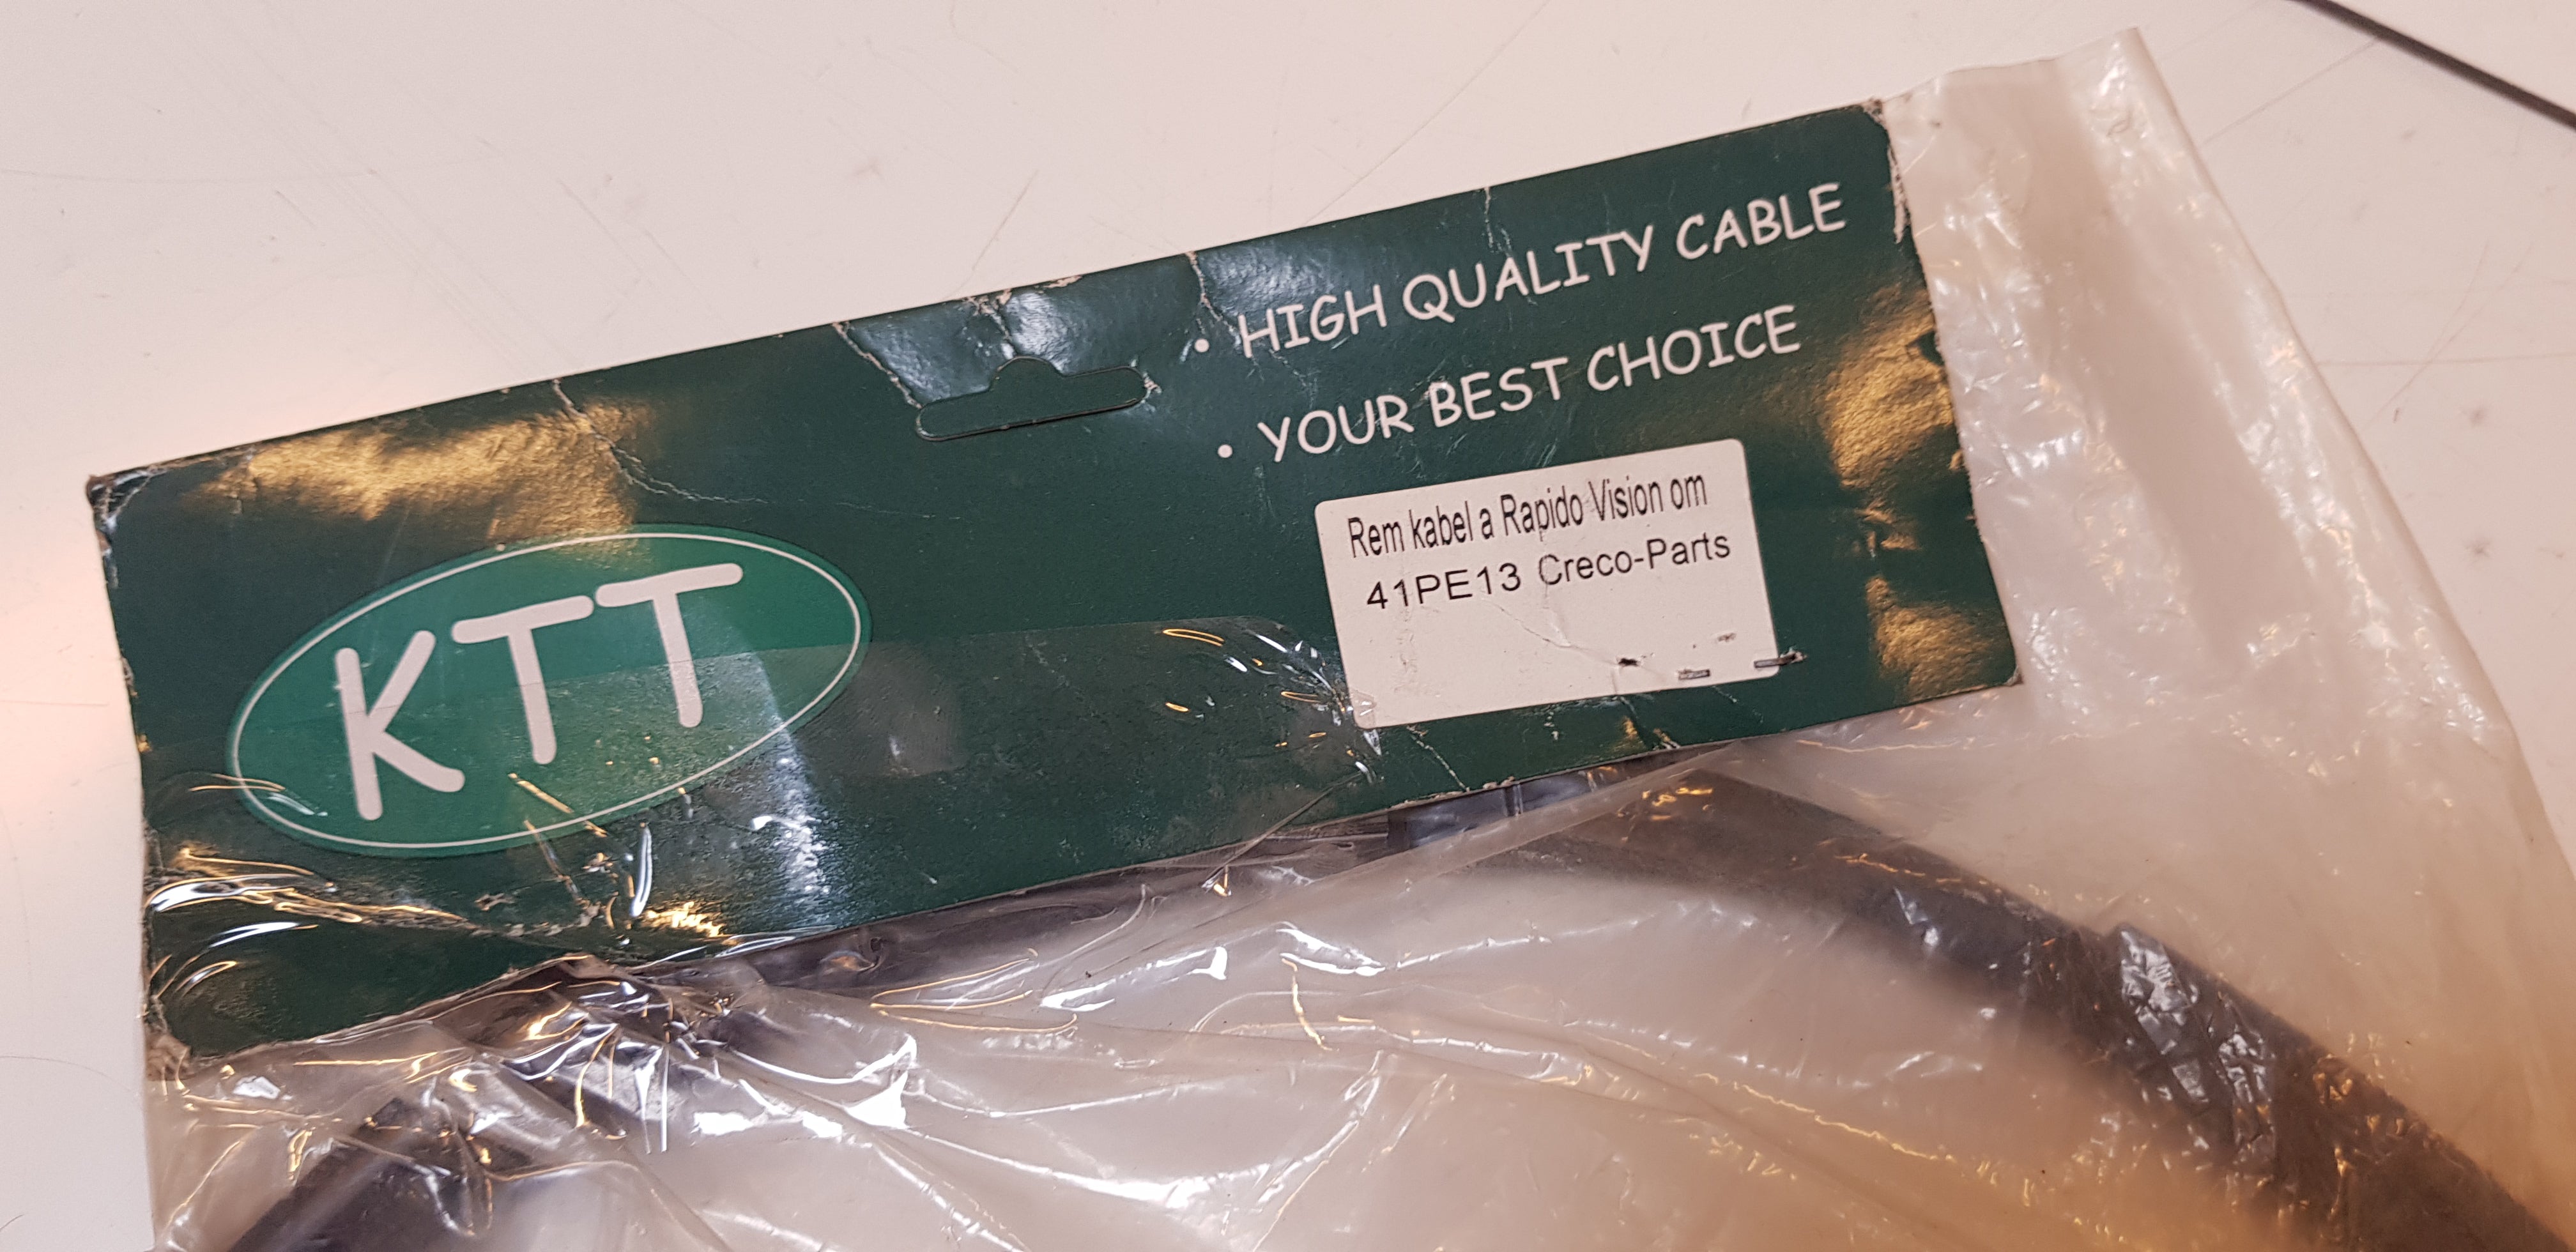 • HIGH QUALITY CABLE
• YOUR BEST CHOICE
KTT
Rem kabel a Rapido Vision om
41PE13 Creco-Parts